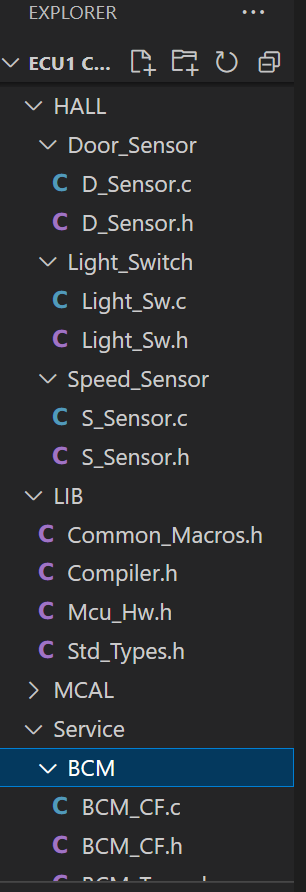 EXPLORER ...
ECU1 C...
HALL
Door_Sensor
C D_Sensor.c
C D_Sensor.h
Light_Switch
C Light_Sw.c
C Light_Sw.h
Speed_Sensor
C S_Sensor.c
C S_Sensor.h
LIB
C Common_Macros.h
C Compiler.h
C Mcu_Hw.h
C Std_Types.h
MCAL
Service
BCM
C BCM_CF.c
C BCM_CF.h